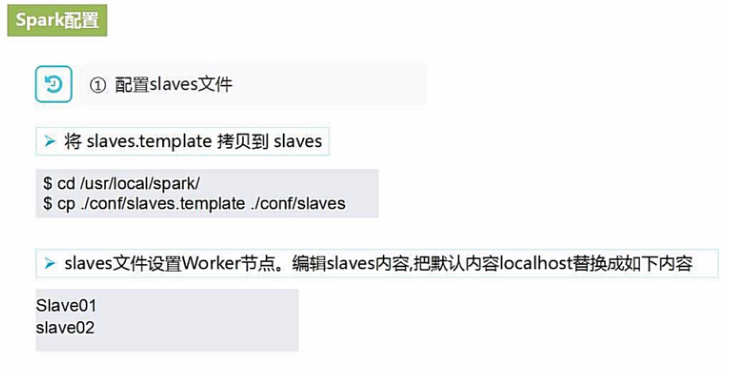 Spark配置
① 配置slaves文件
➢ 将 slaves.template 拷贝到 slaves
$ cd /usr/local/spark/
$ cp ./conf/slaves.template ./conf/slaves
➢ slaves文件设置Worker节点。编辑slaves内容,把默认内容localhost替换成如下内容
Slave01
slave02